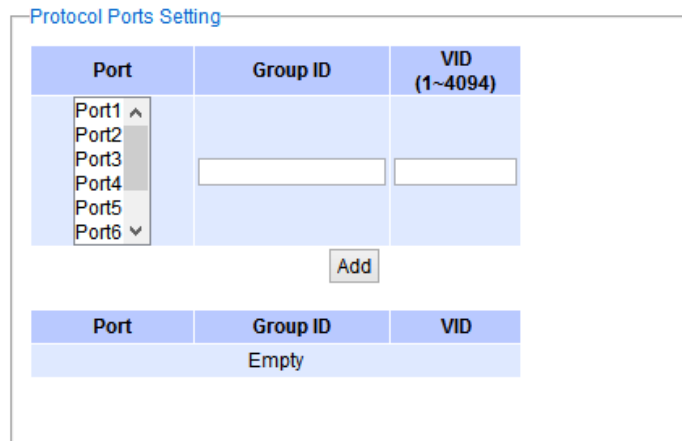 Protocol Ports Setting
Port Group ID VID
(1~4094)
Port1
Port2
Port3
Port4
Port5
Port6
Add
Port Group ID VID
Empty